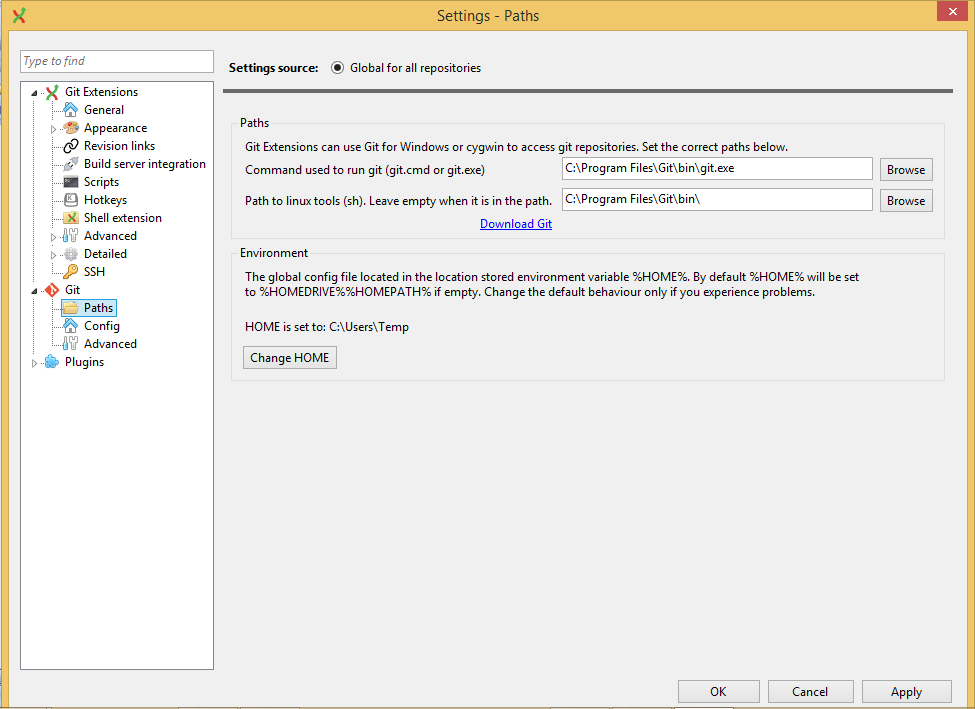 Settings - Paths
Type to find
Git Extensions
General
Appearance
Revision links
Build server integration
Scripts
Hotkeys
Shell extension
Advanced
Detailed
SSH
Git
Paths
Config
Advanced
Plugins
Settings source: Global for all repositories
Paths
Git Extensions can use Git for Windows or cygwin to access git repositories. Set the correct paths below.
Command used to run git (git.cmd or git.exe) C:\Program Files\Git\bin\git.exe Browse
Path to linux tools (sh). Leave empty when it is in the path. C:\Program Files\Git\bin\ Browse
Download Git
Environment
The global config file located in the location stored environment variable %HOME%. By default %HOME% will be set
to %HOMEDRIVE%%HOMEPATH% if empty. Change the default behaviour only if you experience problems.
HOME is set to: C:\Users\Temp
Change HOME
OK Cancel Apply